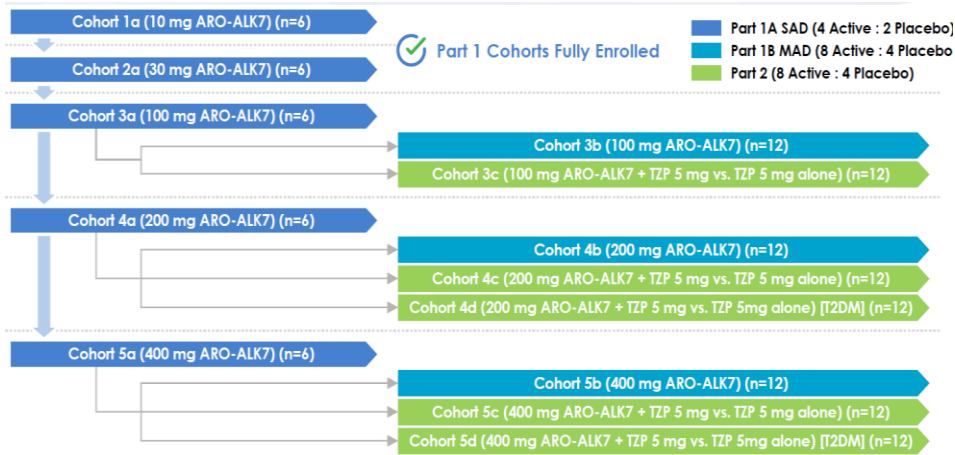 Cohort 1a (10 mg ARO-ALK7) (n=6)
Cohort 2a (30 mg ARO-ALK7) (n=6)
Part 1 Cohorts Fully Enrolled
Part 1A SAD (4 Active : 2 Placebo)
Part 1B MAD (8 Active : 4 Placebo
Part 2 (8 Active : 4 Placebo)
Cohort 3a (100 mg ARO-ALK7) (n=6)
Cohort 3b (100 mg ARO-ALK7) (n=12)
Cohort 3c (100 mg ARO-ALK7 + TZP 5 mg vs. TZP 5 mg alone) (n=12)
Cohort 4a (200 mg ARO-ALK7) (n=6)
Cohort 4b (200 mg ARO-ALK7) (n=12)
Cohort 4c (200 mg ARO-ALK7 + TZP 5 mg vs. TZP 5 mg alone) (n=12)
Cohort 4d (200 mg ARO-ALK7 + TZP 5 mg vs. TZP 5mg alone) [T2DM] (n=12)
Cohort 5a (400 mg ARO-ALK7) (n=6)
Cohort 5b (400 mg ARO-ALK7) (n=12)
Cohort 5c (400 mg ARO-ALK7 + TZP 5 mg vs. TZP 5 mg alone) (n=12)
Cohort 5d (400 mg ARO-ALK7 + TZP 5 mg vs. TZP 5mg alone) [T2DM] (n=12)